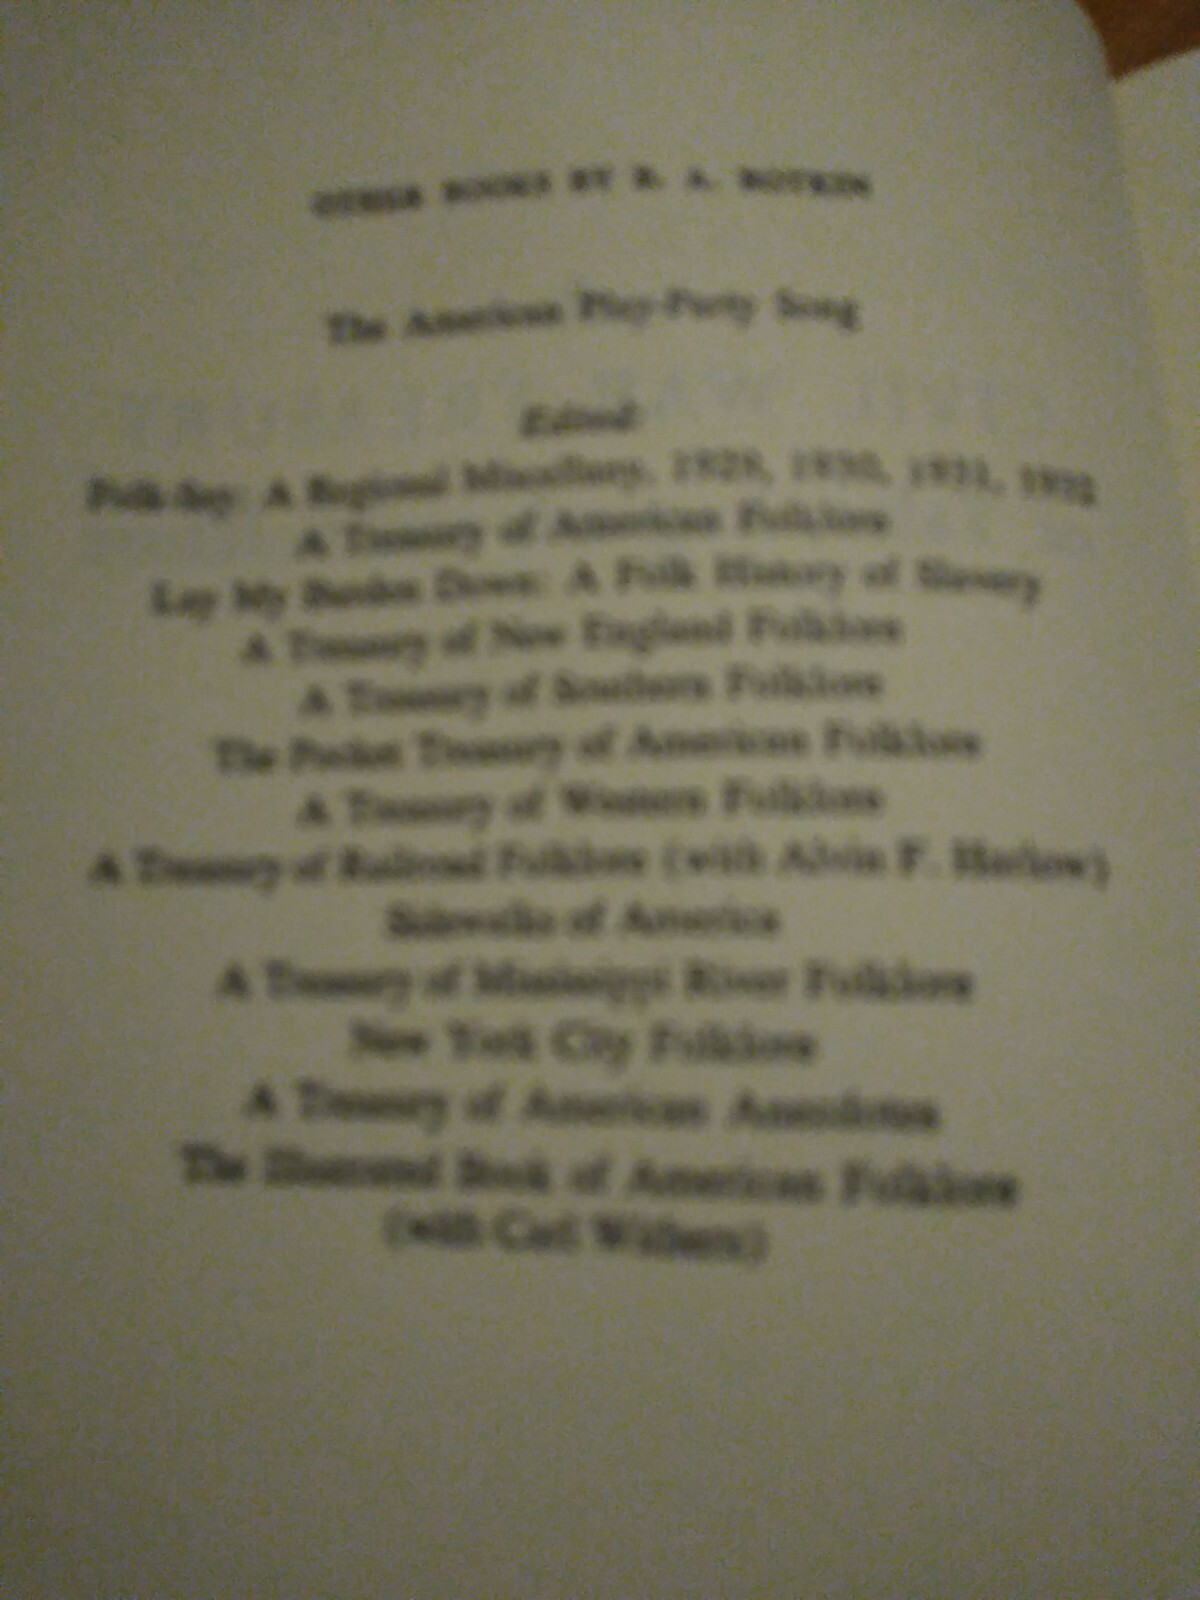 OTHER BOOKS BY B. A. BOTKIN
The American Play-Party Song
Edited:
Folk-Say: A Regional Miscellany, 1929, 1930, 1931, 1932
A Treasury of American Folklore
Lay My Burden Down: A Folk History of Slavery
A Treasury of New England Folklore
A Treasury of Southern Folklore
The Pocket Treasury of American Folklore
A Treasury of Western Folklore
A Treasury of Railroad Folklore (with Alvin F. Harlow)
Sidewalks of America
A Treasury of Mississippi River Folklore
New York City Folklore
A Treasury of American Anecdotes
The Illustrated Book of American Folklore
(with Carl Withers)